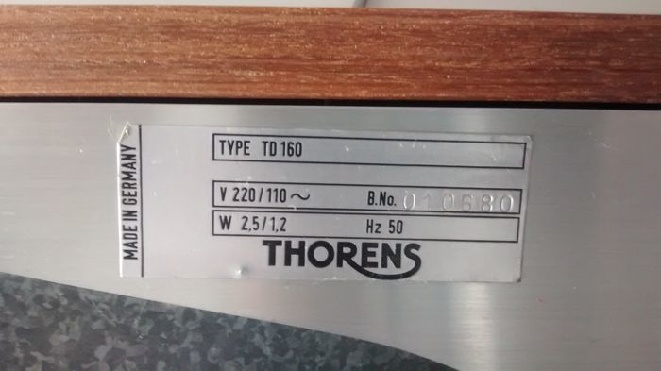 MADE IN GERMANY
TYPE TD 160
V 220/110 ~ B.No. 010680
W 2,5/1,2 Hz 50
THORENS